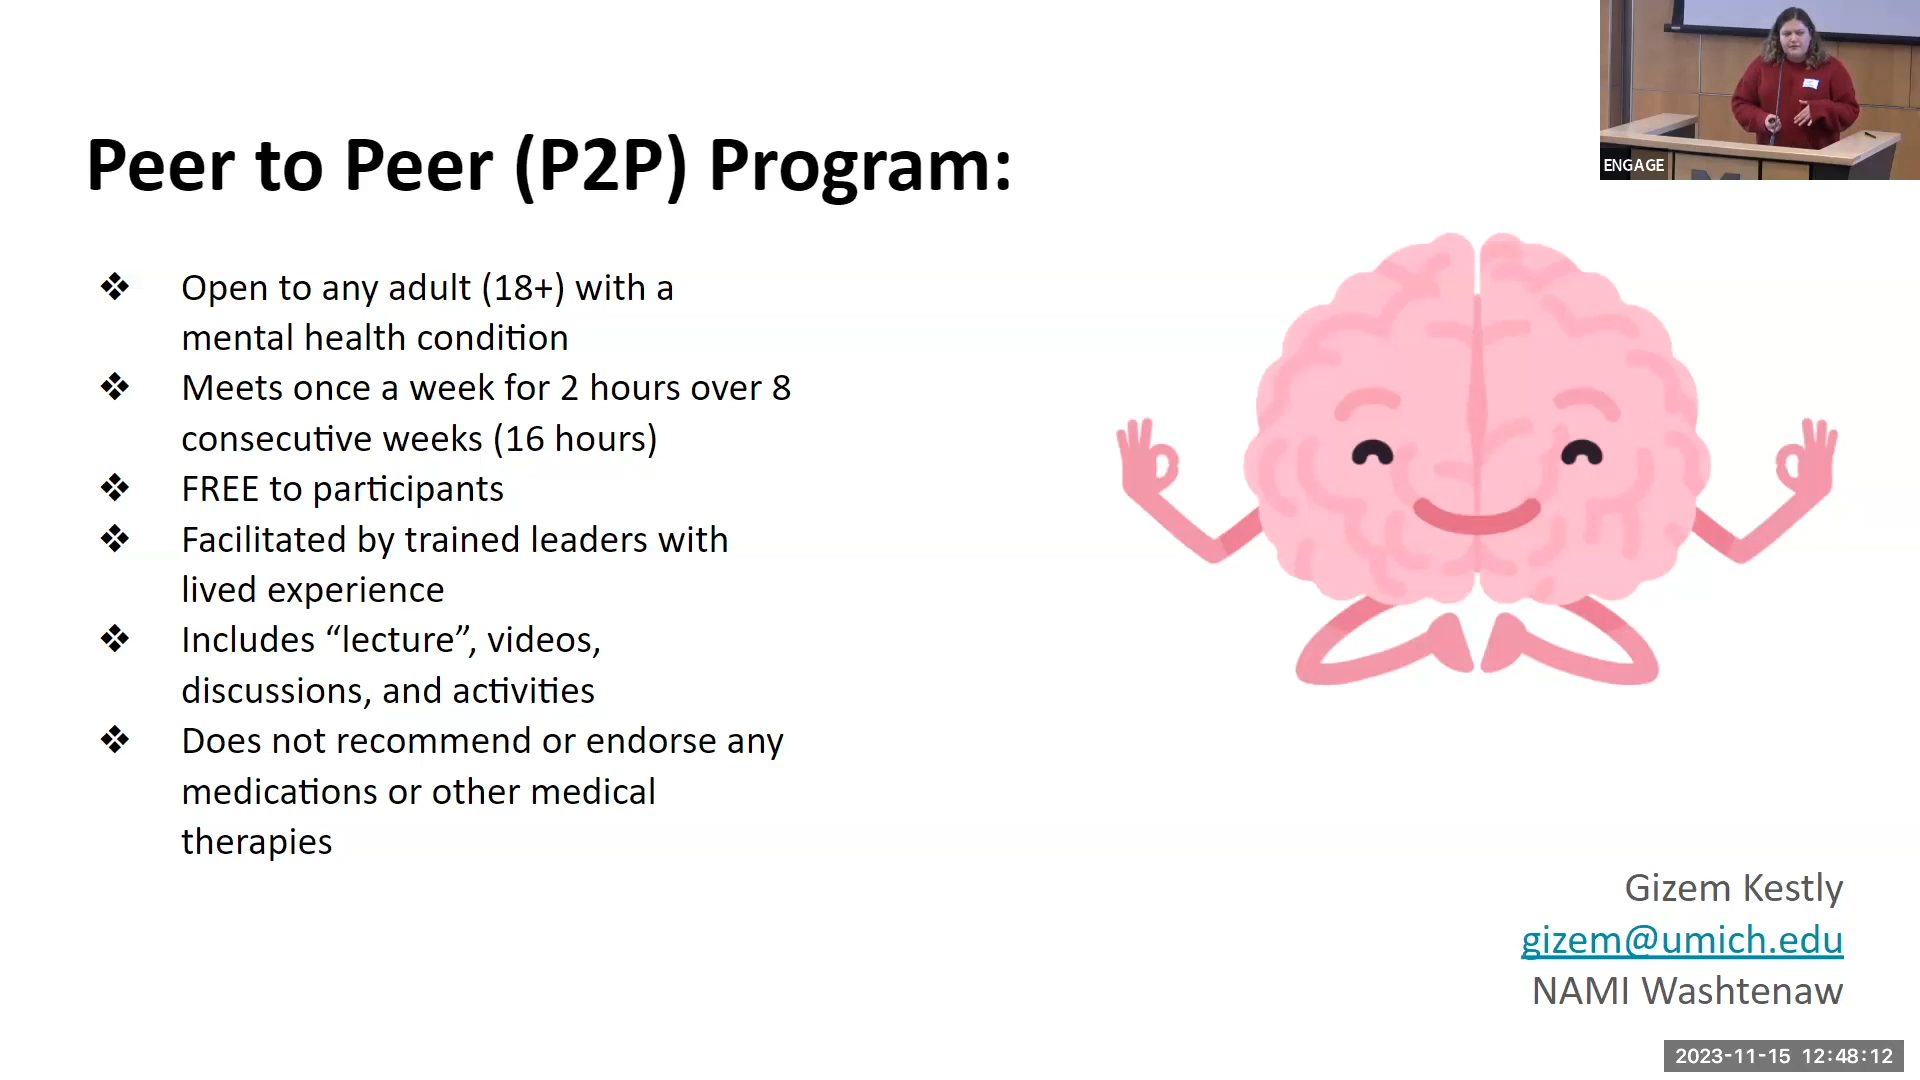 Peer to Peer (P2P) Program:
❖ Open to any adult (18+) with a
mental health condition
❖ Meets once a week for 2 hours over 8
consecutive weeks (16 hours)
❖ FREE to participants
❖ Facilitated by trained leaders with
lived experience
❖ Includes “lecture”, videos,
discussions, and activities
❖ Does not recommend or endorse any
medications or other medical
therapies
ENGAGE
Gizem Kestly
gizem@umich.edu
NAMI Washtenaw
2023-11-15 12:48:12